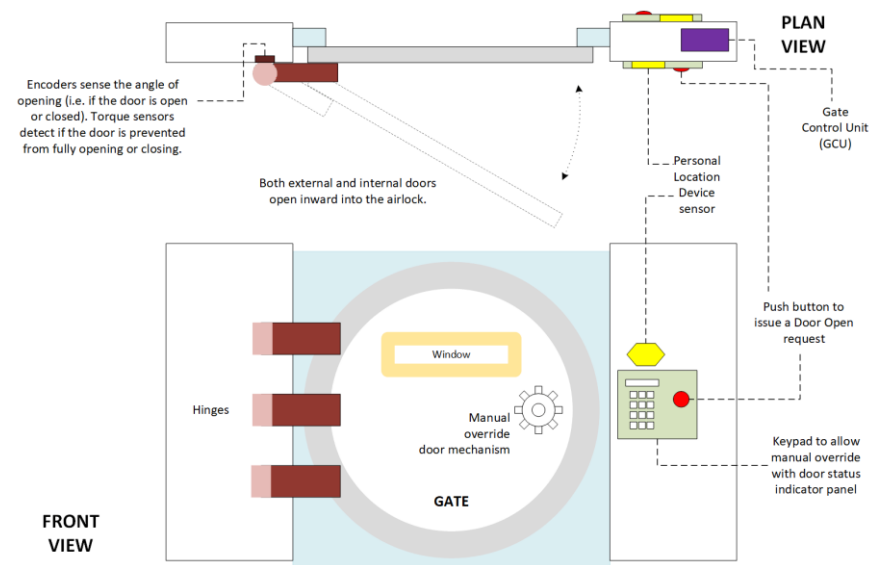 PLAN
VIEW
Encoders sense the angle of
opening (i.e. if the door is open
or closed). Torque sensors
detect if the door is prevented
from fully opening or closing.
Gate
Control Unit
(GCU)
Both external and internal doors
open inward into the airlock.
Personal
Location
Device
sensor
Push button to
issue a Door Open
request
Window
Hinges
Manual
override
door mechanism
Keypad to allow
manual override
with door status
indicator panel
GATE
FRONT
VIEW